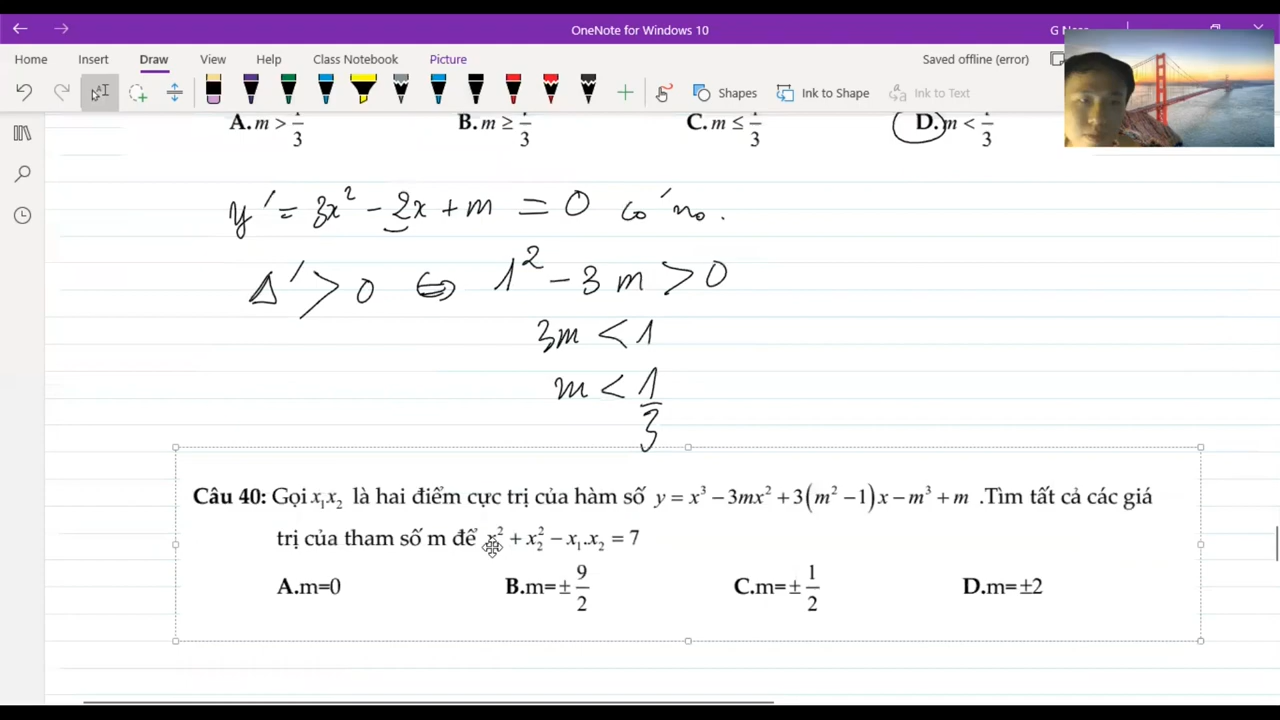 OneNote for Windows 10
Home Insert Draw View Help Class Notebook Picture
Saved offline (error)
Shapes Ink to Shape Ink to Text
A. m > 1/3 B. m ≥ 1/3 C. m ≤ 1/3 D. m < 1/3
y' = 3x² - 2x + m = 0 có no.
Δ' > 0 ⇔ 1² - 3m > 0
3m < 1
m < 1/3
Câu 40: Gọi x₁x₂ là hai điểm cực trị của hàm số y = x³ − 3mx² + 3(m² − 1)x − m³ + m .Tìm tất cả các giá
trị của tham số m để x₁² + x₂² − x₁.x₂ = 7
A.m=0 B.m=± 9/2 C.m=± 1/2 D.m=±2